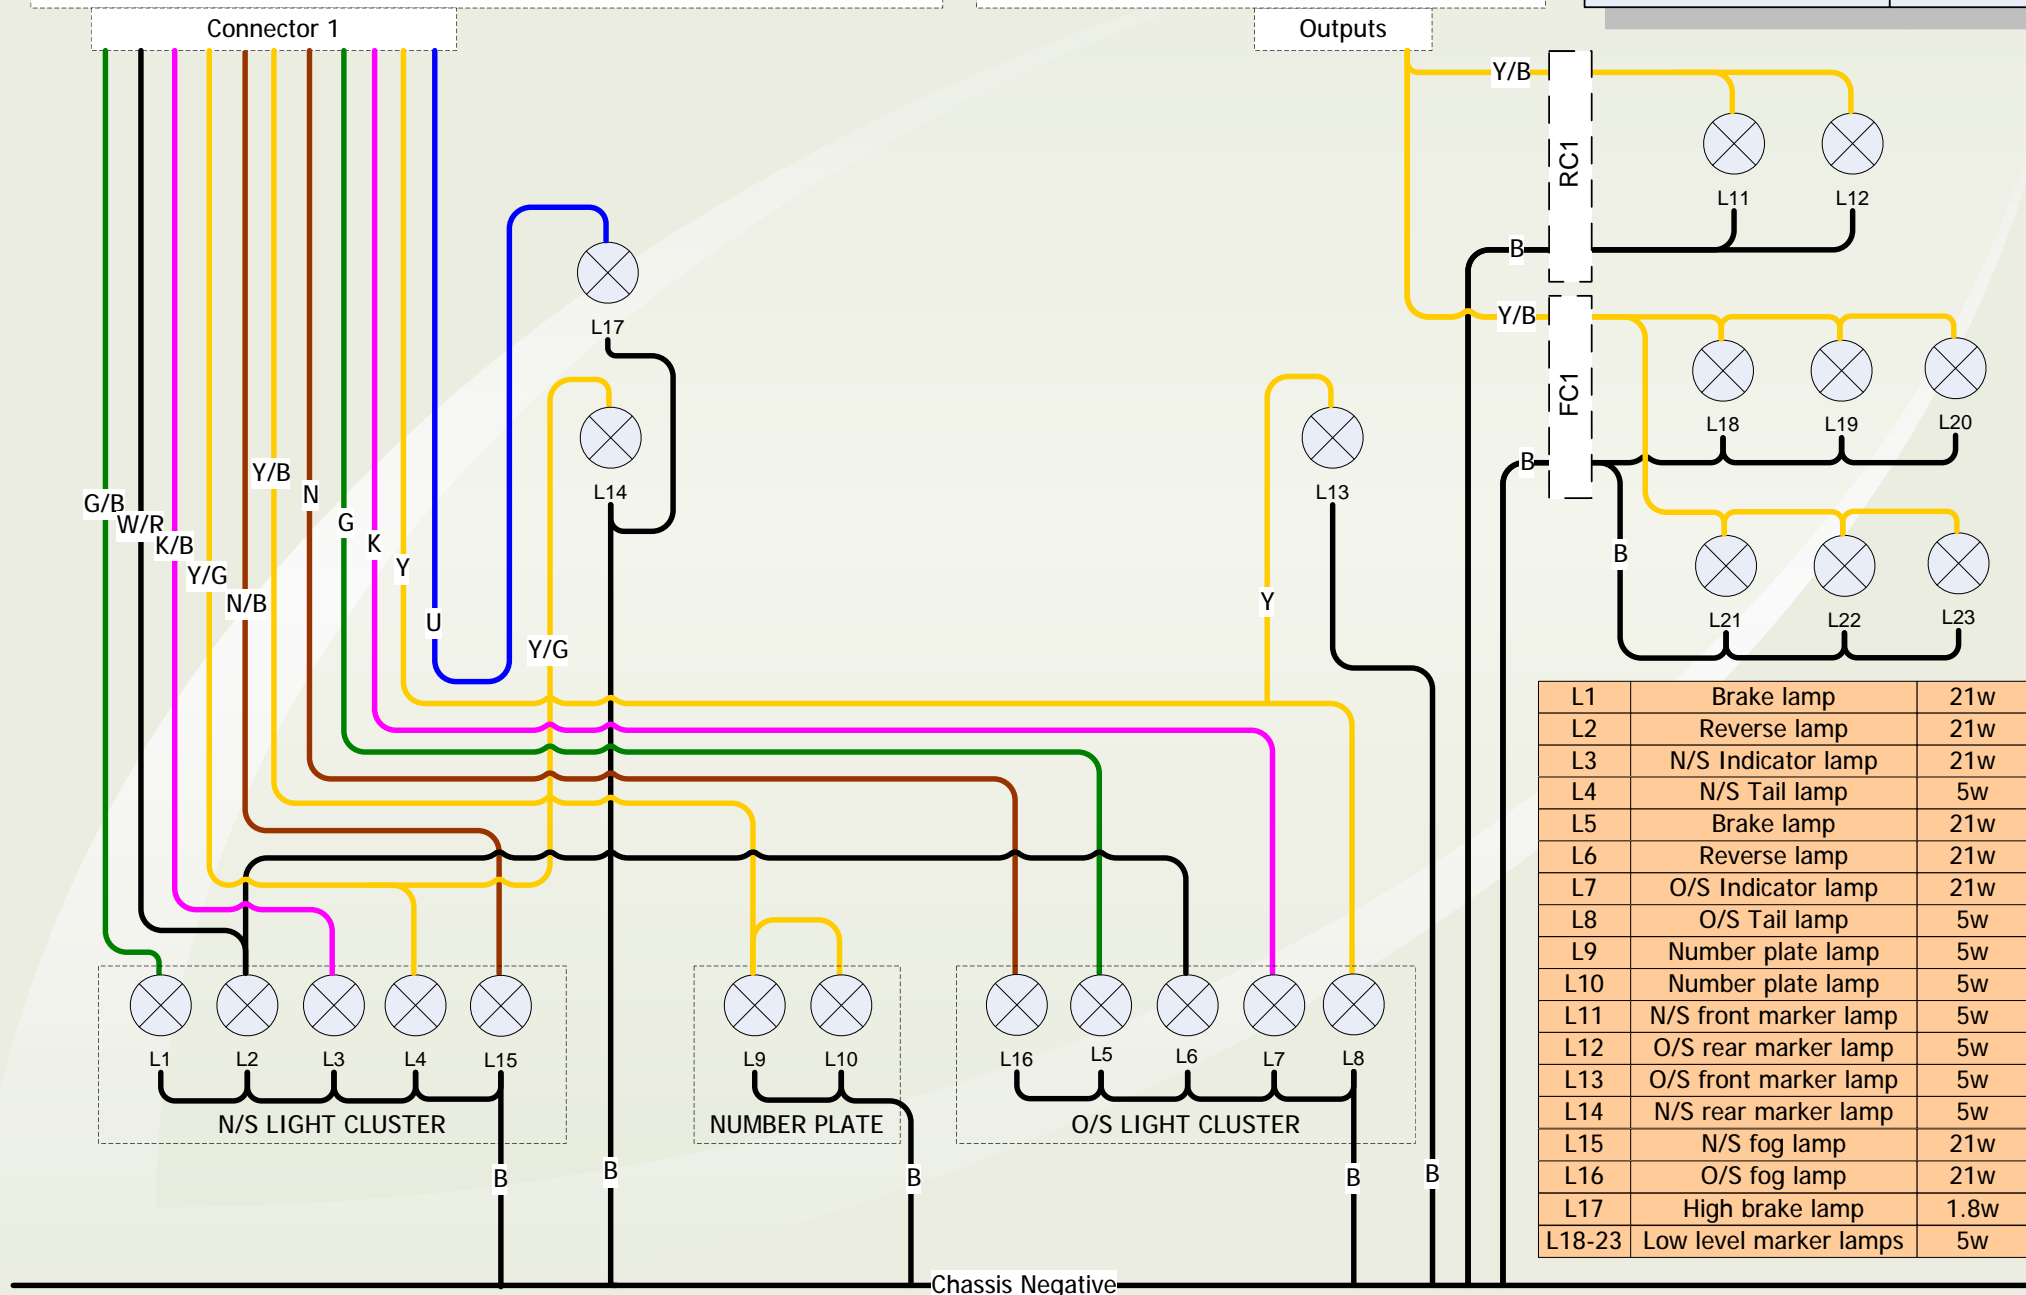 Connector 1
Outputs
Y/B
RC1
L11
L12
B
L17
Y/B
FC1
L18
L19
L20
B
Y/B
N
G/B
W/R
G
K
K/B
Y
Y/G
N/B
U
Y/G
L14
L13
Y
B
L21
L22
L23
L1 Brake lamp 21w
L2 Reverse lamp 21w
L3 N/S Indicator lamp 21w
L4 N/S Tail lamp 5w
L5 Brake lamp 21w
L6 Reverse lamp 21w
L7 O/S Indicator lamp 21w
L8 O/S Tail lamp 5w
L9 Number plate lamp 5w
L10 Number plate lamp 5w
L11 N/S front marker lamp 5w
L12 O/S rear marker lamp 5w
L13 O/S front marker lamp 5w
L14 N/S rear marker lamp 5w
L15 N/S fog lamp 21w
L16 O/S fog lamp 21w
L17 High brake lamp 1.8w
L18-23 Low level marker lamps 5w
L1 L2 L3 L4 L15
N/S LIGHT CLUSTER
L9 L10
NUMBER PLATE
L16 L5 L6 L7 L8
O/S LIGHT CLUSTER
B
B
B
B
B
Chassis Negative